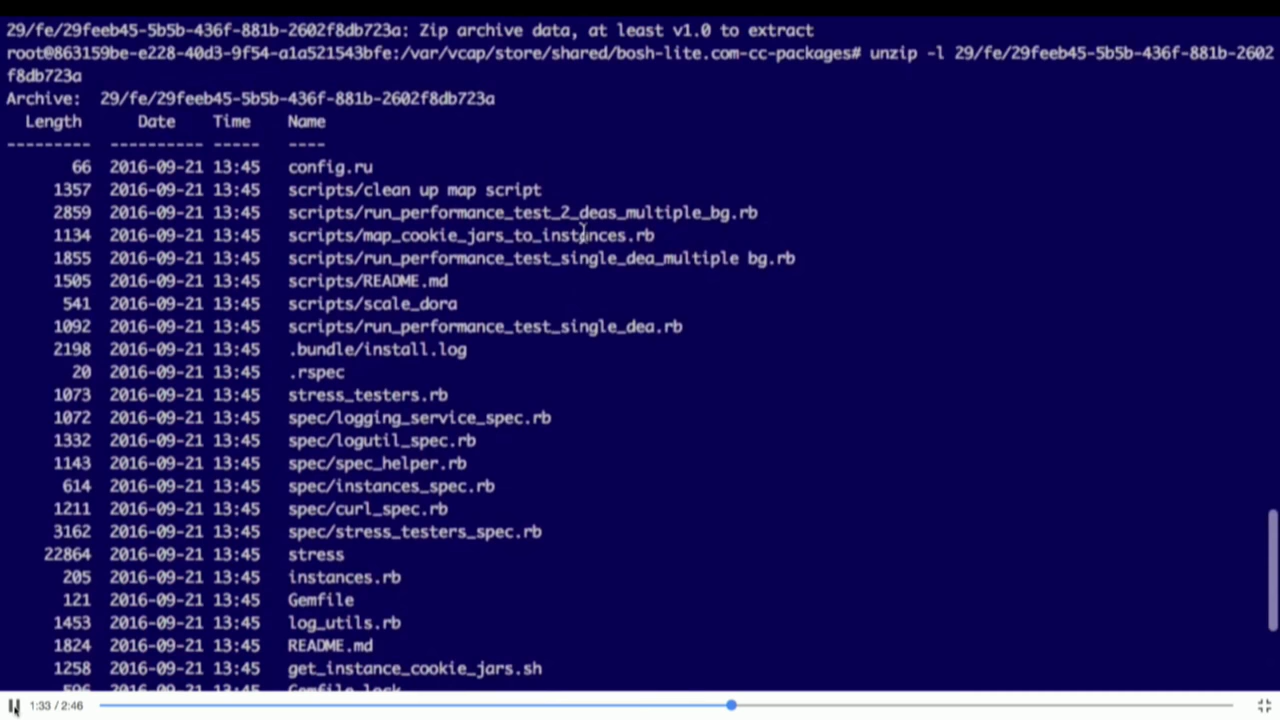 29/fe/29feeb45-5b5b-436f-881b-2602f8db723a: Zip archive data, at least v1.0 to extract
root@863159be-e228-40d3-9f54-a1a521543bfe:/var/vcap/store/shared/bosh-lite.com-cc-packages# unzip -l 29/fe/29feeb45-5b5b-436f-881b-2602
f8db723a
Archive:  29/fe/29feeb45-5b5b-436f-881b-2602f8db723a
  Length      Date    Time    Name
---------  ---------- -----   ----
       66  2016-09-21 13:45   config.ru
     1357  2016-09-21 13:45   scripts/clean up map script
     2859  2016-09-21 13:45   scripts/run_performance_test_2_deas_multiple_bg.rb
     1134  2016-09-21 13:45   scripts/map_cookie_jars_to_instances.rb
     1855  2016-09-21 13:45   scripts/run_performance_test_single_dea_multiple bg.rb
     1505  2016-09-21 13:45   scripts/README.md
      541  2016-09-21 13:45   scripts/scale_dora
     1092  2016-09-21 13:45   scripts/run_performance_test_single_dea.rb
     2198  2016-09-21 13:45   .bundle/install.log
       20  2016-09-21 13:45   .rspec
     1073  2016-09-21 13:45   stress_testers.rb
     1072  2016-09-21 13:45   spec/logging_service_spec.rb
     1332  2016-09-21 13:45   spec/logutil_spec.rb
     1143  2016-09-21 13:45   spec/spec_helper.rb
      614  2016-09-21 13:45   spec/instances_spec.rb
     1211  2016-09-21 13:45   spec/curl_spec.rb
     3162  2016-09-21 13:45   spec/stress_testers_spec.rb
    22864  2016-09-21 13:45   stress
      205  2016-09-21 13:45   instances.rb
      121  2016-09-21 13:45   Gemfile
     1453  2016-09-21 13:45   log_utils.rb
     1824  2016-09-21 13:45   README.md
     1258  2016-09-21 13:45   get_instance_cookie_jars.sh
      596  2016-09-21 13:45   Gemfile.lock
1:33 / 2:46